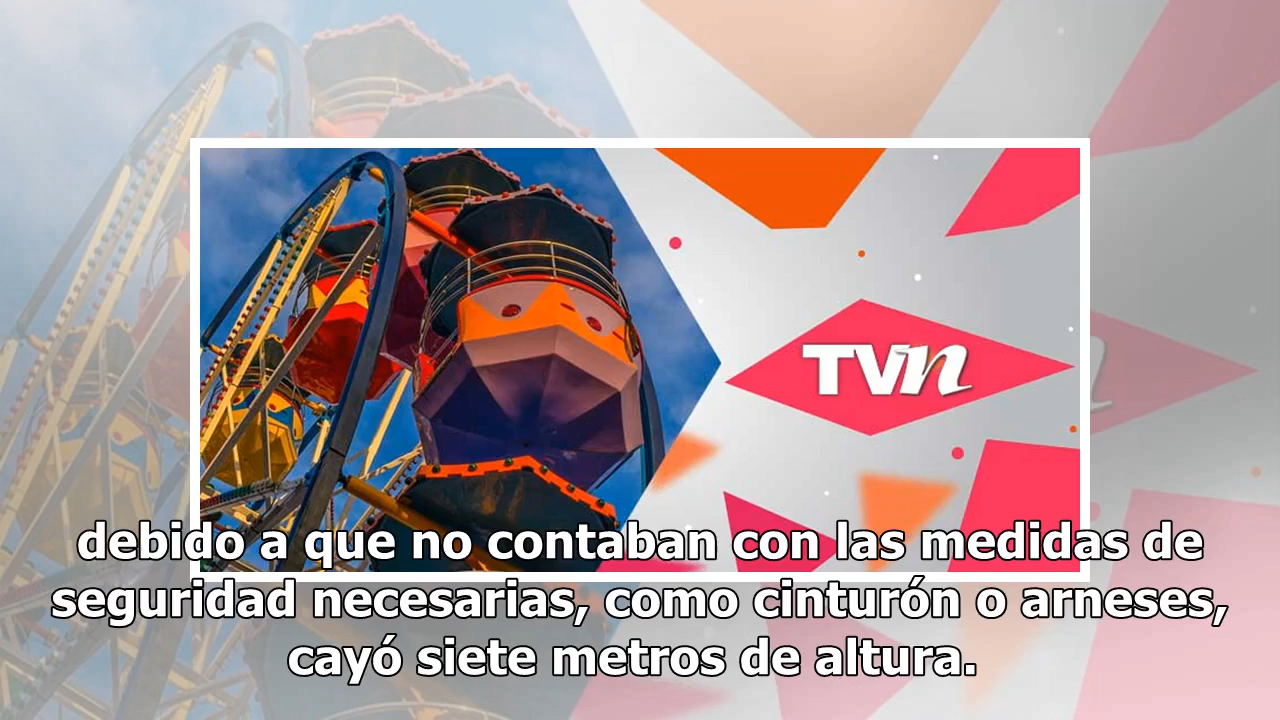 TVn
debido a que no contaban con las medidas de
seguridad necesarias, como cinturón o arneses,
cayó siete metros de altura.